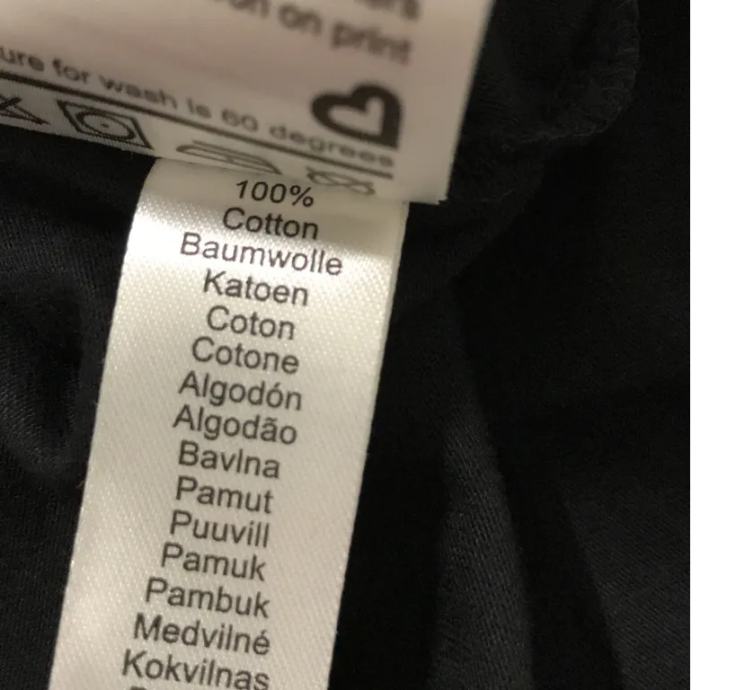 on on print
ure for wash is 60 degrees
100%
Cotton
Baumwolle
Katoen
Coton
Cotone
Algodón
Algodão
Bavlna
Pamut
Puuvill
Pamuk
Pambuk
Medvilné
Kokvilnas